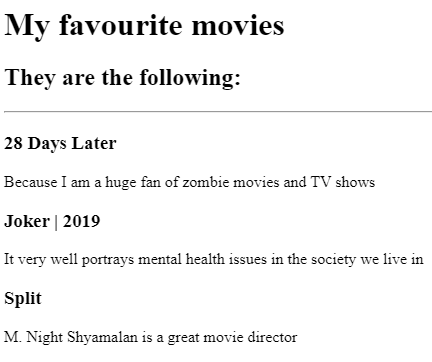 My favourite movies
They are the following:
28 Days Later
Because I am a huge fan of zombie movies and TV shows
Joker | 2019
It very well portrays mental health issues in the society we live in
Split
M. Night Shyamalan is a great movie director